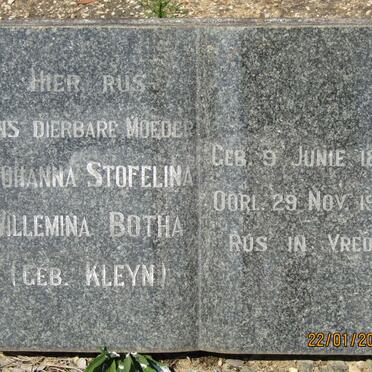 HIER RUS
NS DIERBARE MOEDER
OHANNA STOFELINA
WILLEMINA BOTHA
(GEB. KLEYN)
GEB. 9 JUNIE 18
OORL. 29 NOV. 19
RUS IN VRED
22/01/20